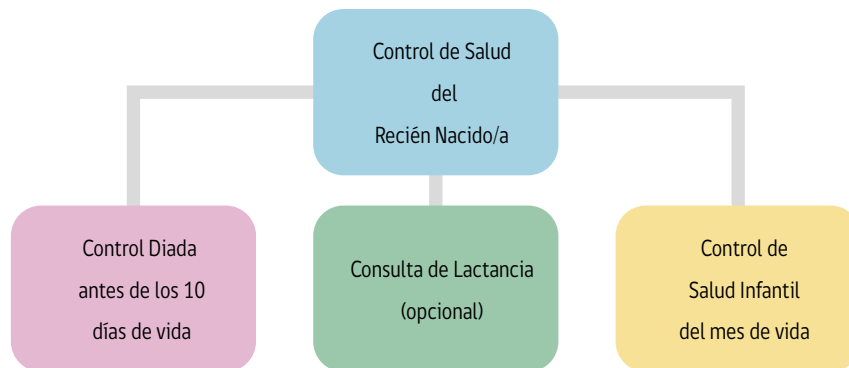 Control de Salud
del
Recién Nacido/a
Control Diada
antes de los 10
días de vida
Consulta de Lactancia
(opcional)
Control de
Salud Infantil
del mes de vida